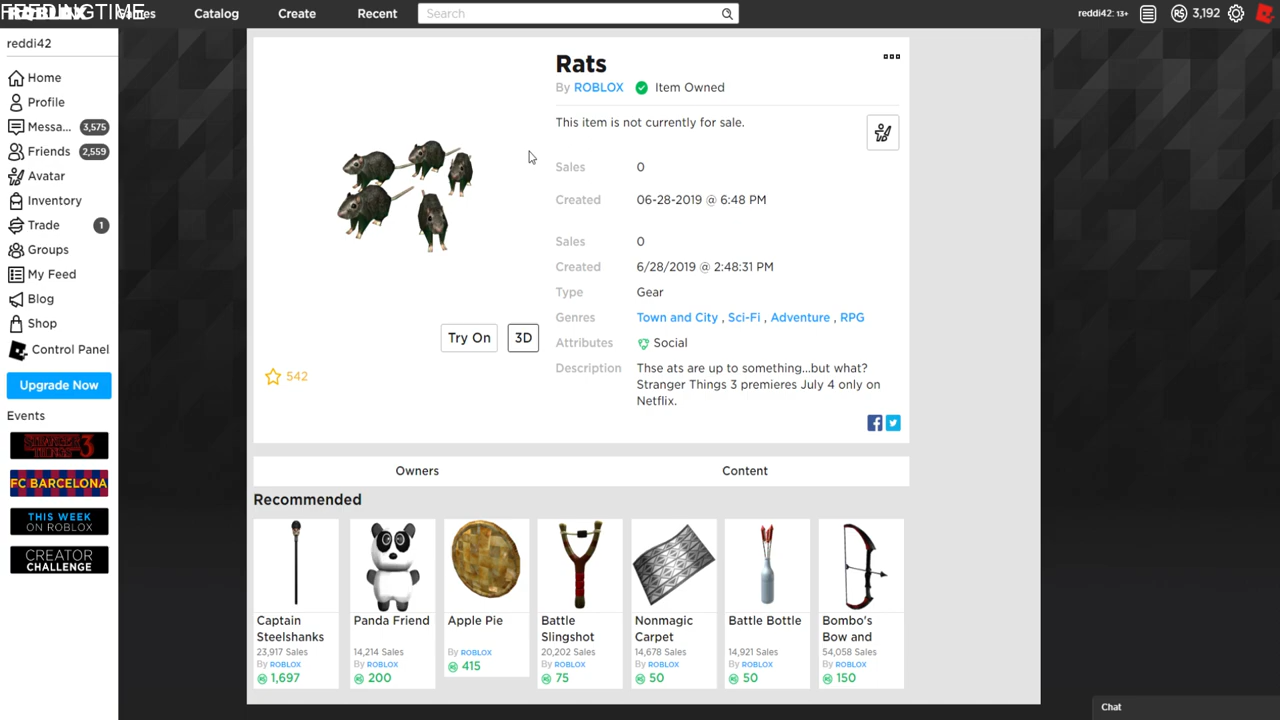 FEEDINGTIME
ROBLOX Games Catalog Create Recent Search reddi42: 13+ 3,192
reddi42
Home
Profile
Messa... 3,575
Friends 2,559
Avatar
Inventory
Trade 1
Groups
My Feed
Blog
Shop
Control Panel
Upgrade Now
Events
STRANGER THINGS 3
FC BARCELONA
THIS WEEK
ON ROBLOX
CREATOR
CHALLENGE
Rats
By ROBLOX Item Owned
This item is not currently for sale.
Sales 0
Created 06-28-2019 @ 6:48 PM
Sales 0
Created 6/28/2019 @ 2:48:31 PM
Type Gear
Genres Town and City , Sci-Fi , Adventure , RPG
Attributes Social
Description Thse ats are up to something...but what?
Stranger Things 3 premieres July 4 only on
Netflix.
Try On 3D
542
Owners Content
Recommended
Captain
Steelshanks
23,917 Sales
By ROBLOX
1,697
Panda Friend
14,214 Sales
By ROBLOX
200
Apple Pie
By ROBLOX
415
Battle
Slingshot
20,202 Sales
By ROBLOX
75
Nonmagic
Carpet
14,678 Sales
By ROBLOX
50
Battle Bottle
14,921 Sales
By ROBLOX
50
Bombo's
Bow and
54,058 Sales
By ROBLOX
150
Chat